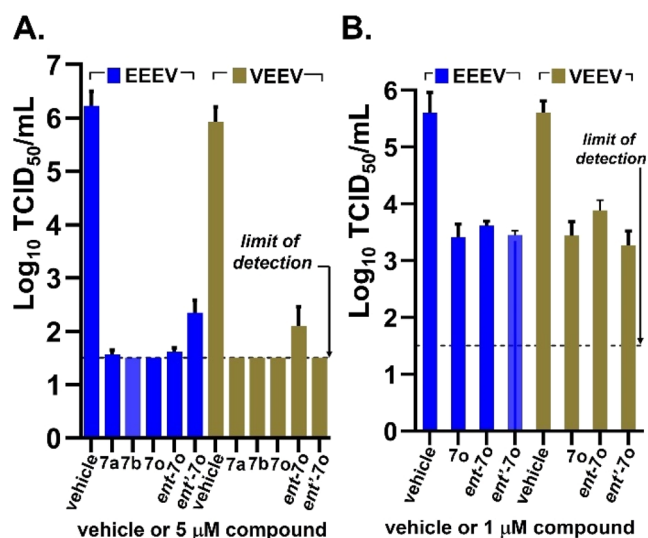 A.
EEEV VEEV
Log10 TCID50/mL
7
6
5
4
3
2
1
0
limit of
detection
vehicle 7a 7b 7o ent-7o ent'-7o vehicle 7a 7b 7o ent-7o ent'-7o
vehicle or 5 μM compound
B.
EEEV VEEV
Log10 TCID50/mL
6
5
4
3
2
1
0
limit of
detection
vehicle 7o ent-7o ent'-7o vehicle 7o ent-7o ent'-7o
vehicle or 1 μM compound